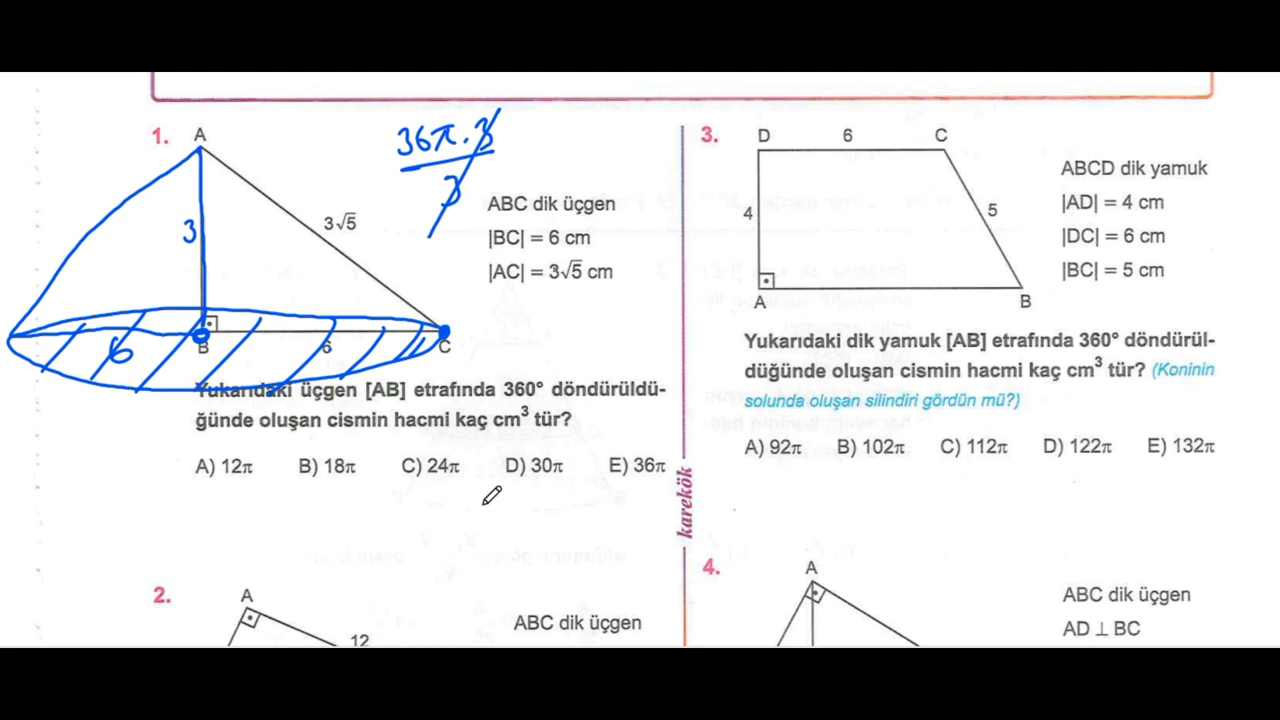 1.
A
36π.3
3
3
3√5
ABC dik üçgen
|BC| = 6 cm
|AC| = 3√5 cm
6
B
6
C
Yukarıdaki üçgen [AB] etrafında 360° döndürüldü-
ğünde oluşan cismin hacmi kaç cm³ tür?
A) 12π B) 18π C) 24π D) 30π E) 36π
2.
A
12
ABC dik üçgen
karekök
3.
D
6
C
4
5
A
B
ABCD dik yamuk
|AD| = 4 cm
|DC| = 6 cm
|BC| = 5 cm
Yukarıdaki dik yamuk [AB] etrafında 360° döndürül-
düğünde oluşan cismin hacmi kaç cm³ tür? (Koninin
solunda oluşan silindiri gördün mü?)
A) 92π B) 102π C) 112π D) 122π E) 132π
4.
A
ABC dik üçgen
AD ⊥ BC